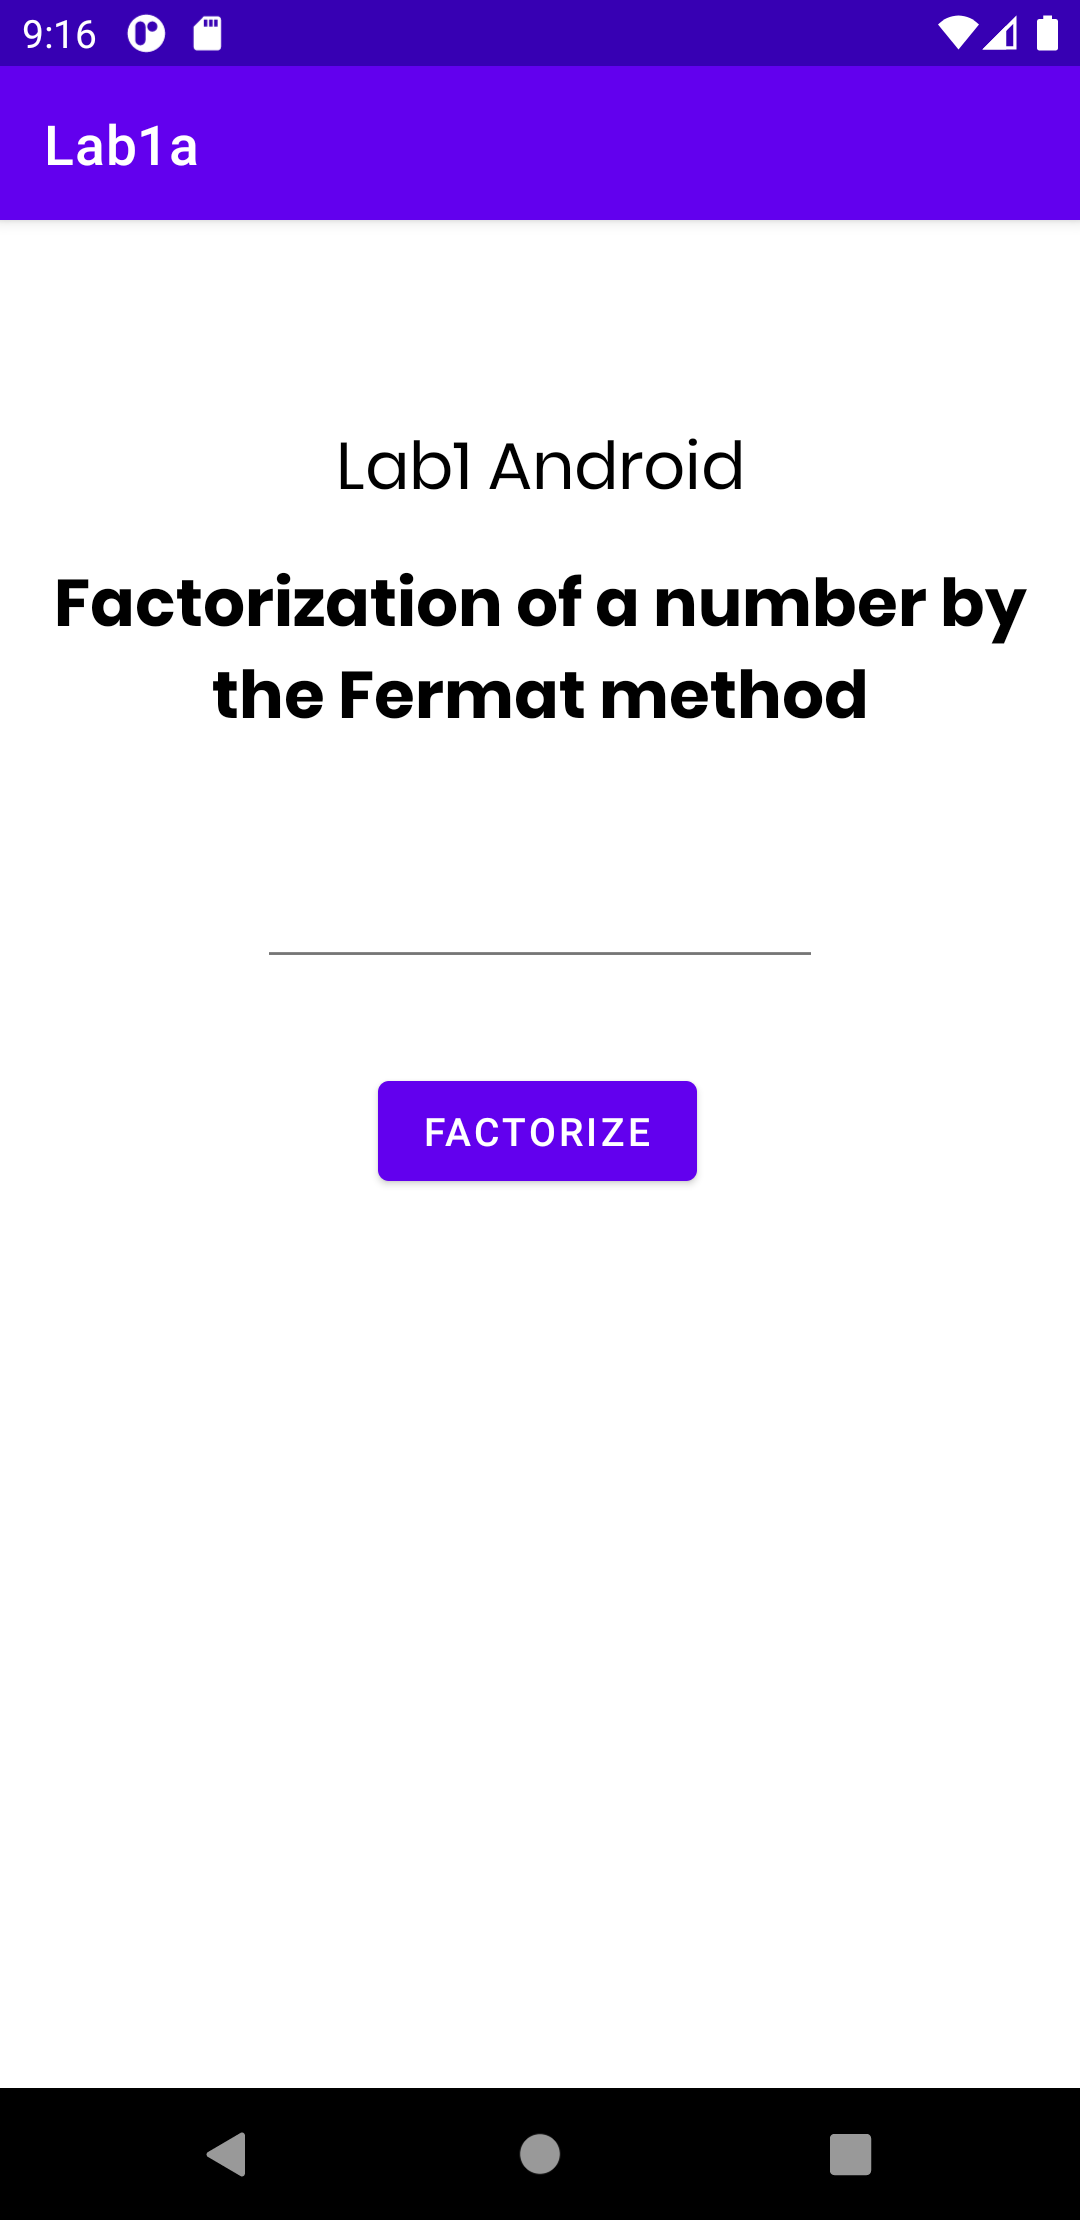 9:16
Lab1a
Lab1 Android
Factorization of a number by
the Fermat method
FACTORIZE